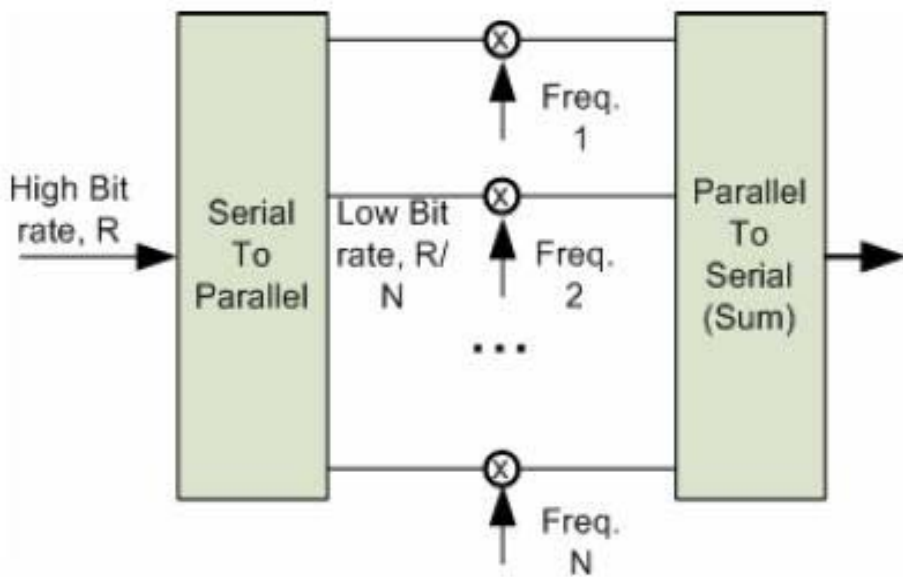 High Bit
rate, R
Serial
To
Parallel
Low Bit
rate, R/
N
X
Freq.
1
X
Freq.
2
...
X
Freq.
N
Parallel
To
Serial
(Sum)